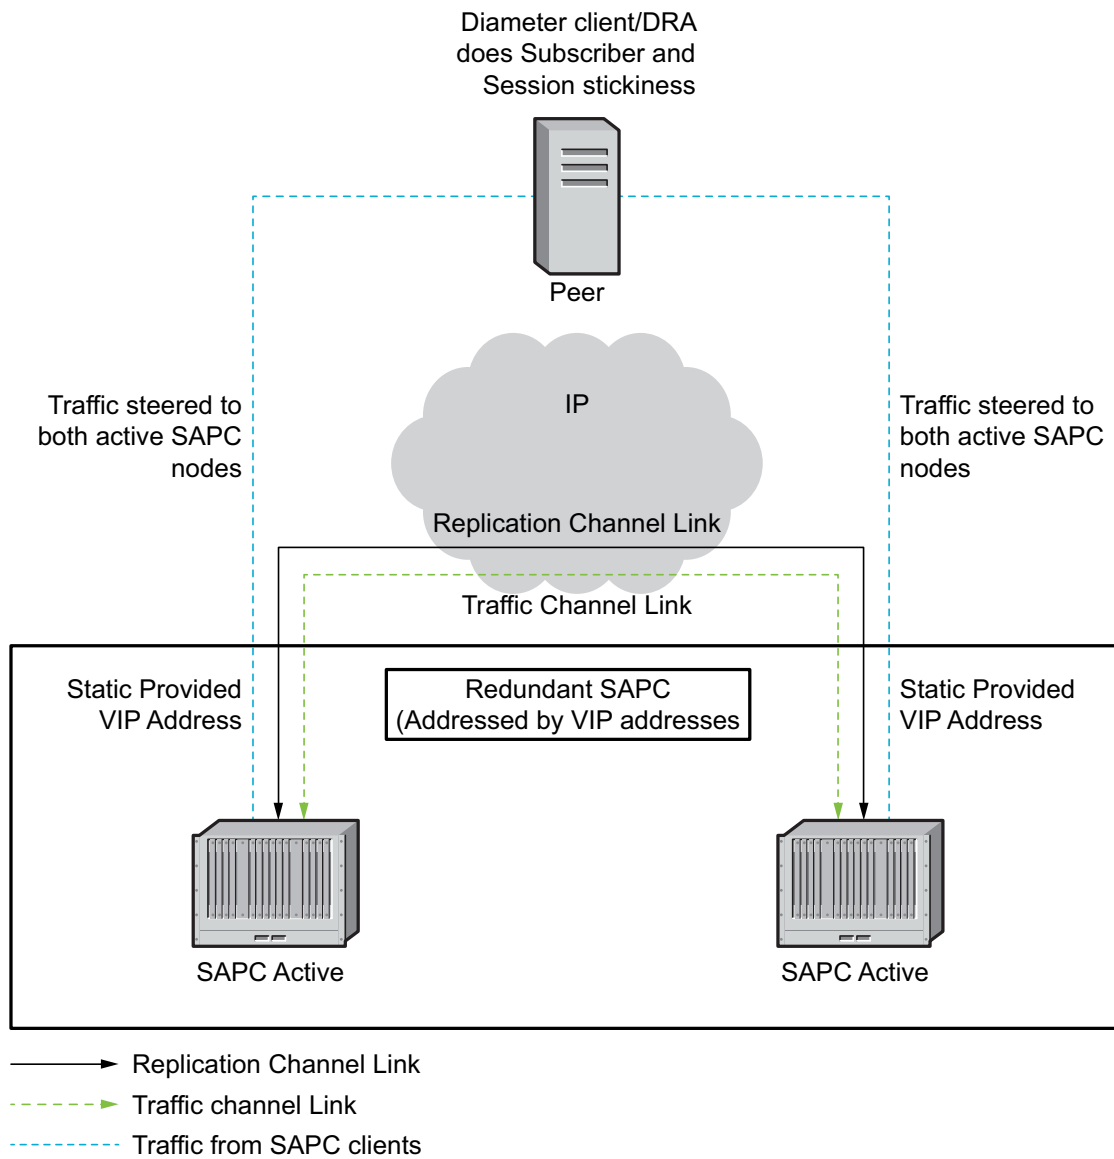 Diameter client/DRA
does Subscriber and
Session stickiness
Peer
IP
Traffic steered to
both active SAPC
nodes
Traffic steered to
both active SAPC
nodes
Replication Channel Link
Traffic Channel Link
Static Provided
VIP Address
Redundant SAPC
(Addressed by VIP addresses
Static Provided
VIP Address
SAPC Active
SAPC Active
Replication Channel Link
Traffic channel Link
Traffic from SAPC clients